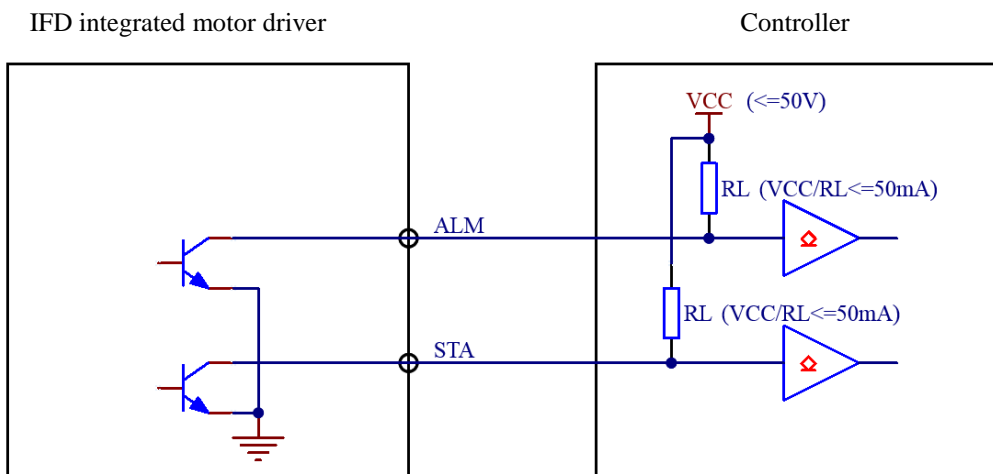 IFD integrated motor driver
Controller
VCC (<=50V)
RL (VCC/RL<=50mA)
ALM
RL (VCC/RL<=50mA)
STA